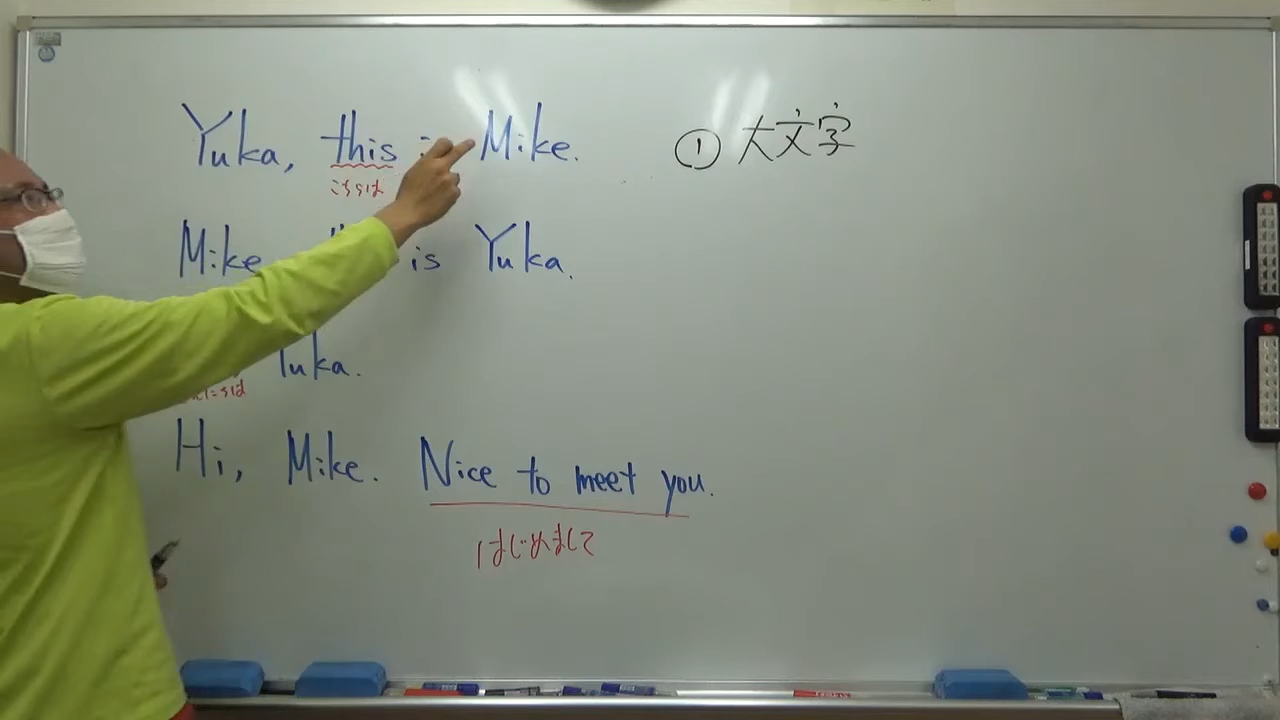 Yuka, this is Mike. ① 大文字
こちらは
Mike is Yuka.
Yuka.
Hi, Mike. Nice to meet you.
はじめまして